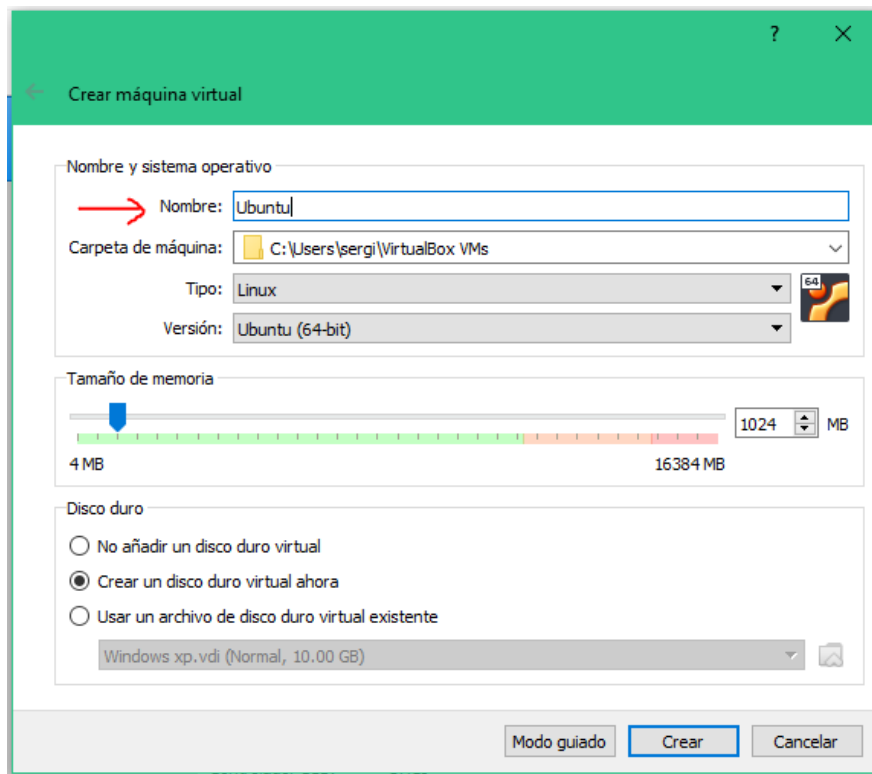 ?
Crear máquina virtual
Nombre y sistema operativo
Nombre: Ubuntu
Carpeta de máquina: C:\Users\sergi\VirtualBox VMs
Tipo: Linux
64
Versión: Ubuntu (64-bit)
Tamaño de memoria
1024 MB
4 MB 16384 MB
Disco duro
No añadir un disco duro virtual
Crear un disco duro virtual ahora
Usar un archivo de disco duro virtual existente
Windows xp.vdi (Normal, 10.00 GB)
Modo guiado Crear Cancelar